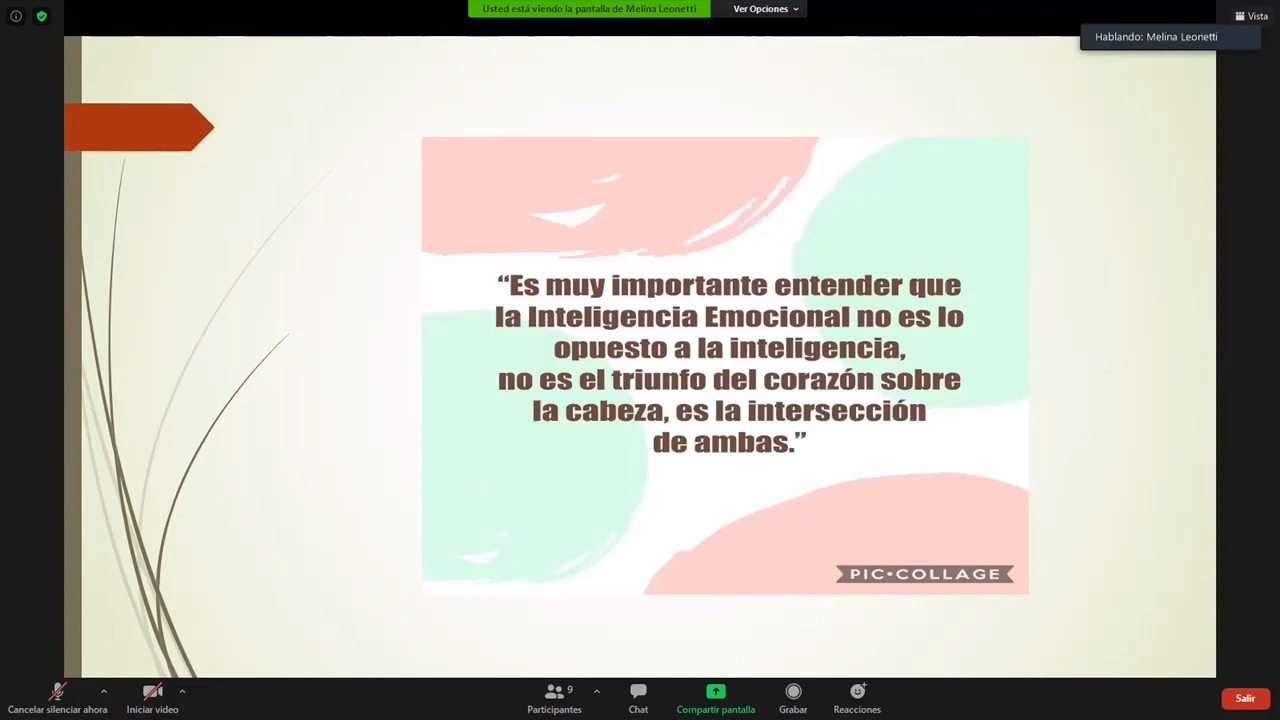 Usted está viendo la pantalla de Melina Leonetti
Ver Opciones
Vista
Hablando: Melina Leonetti
“Es muy importante entender que
la Inteligencia Emocional no es lo
opuesto a la inteligencia,
no es el triunfo del corazón sobre
la cabeza, es la intersección
de ambas.”
PIC•COLLAGE
Cancelar silenciar ahora
Iniciar video
9
Participantes
Chat
Compartir pantalla
Grabar
Reacciones
Salir